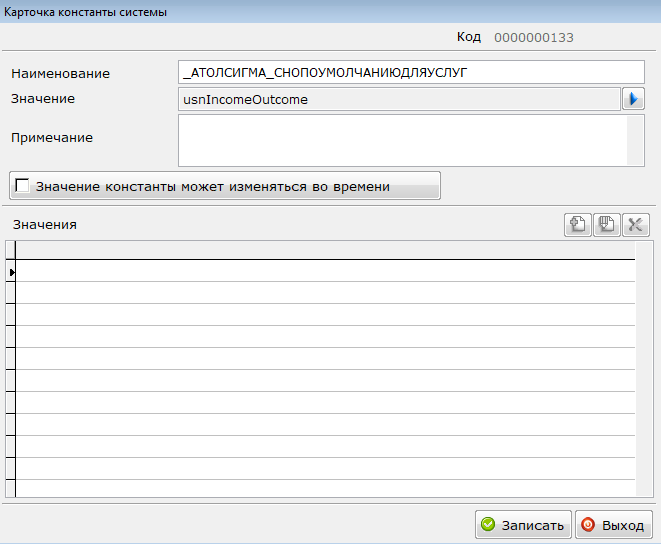 Карточка константы системы
Код 0000000133
Наименование _АТОЛСИГМА_СНОПОУМОЛЧАНИЮДЛЯУСЛУГ
Значение usnIncomeOutcome
Примечание
Значение константы может изменяться во времени
Значения
Записать Выход